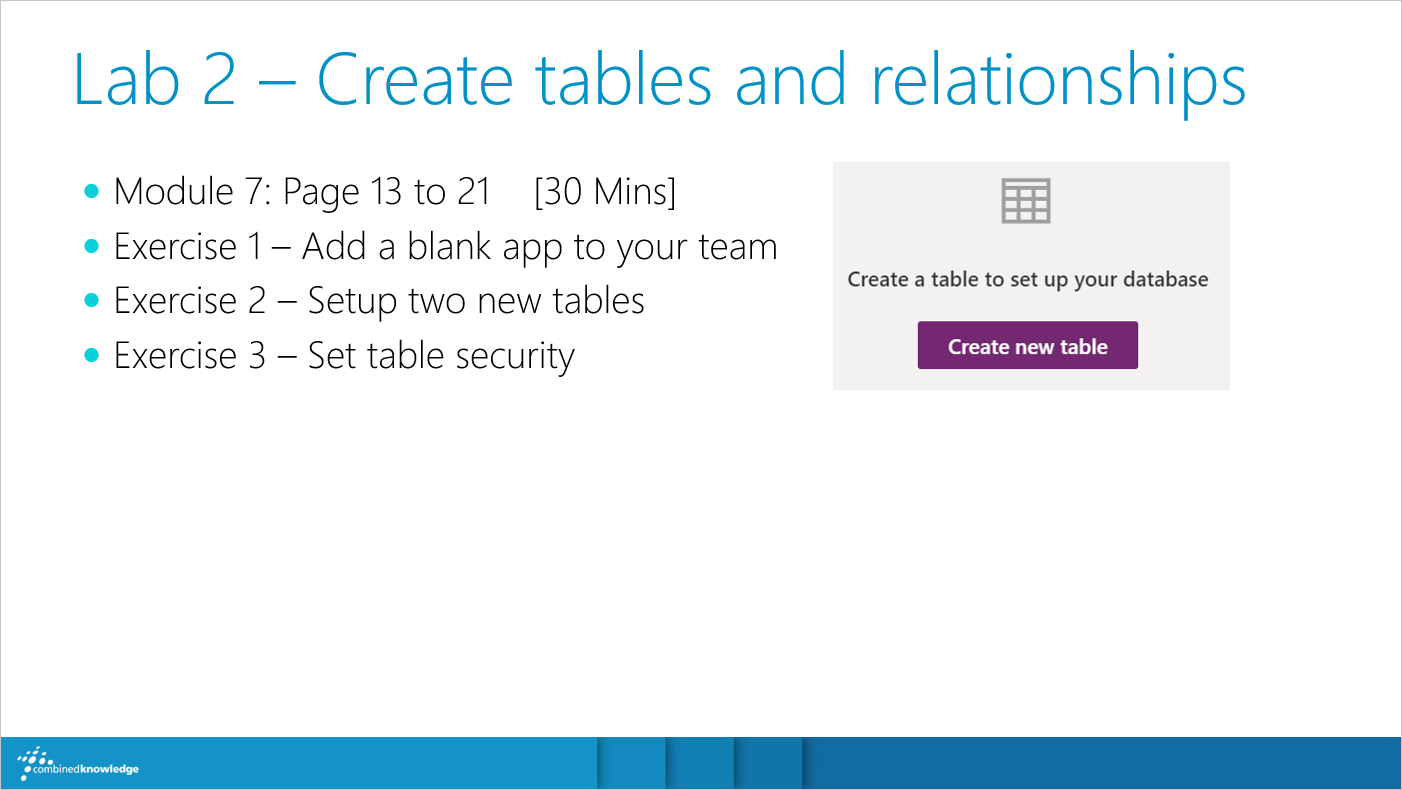 Lab 2 – Create tables and relationships
Module 7: Page 13 to 21 [30 Mins]
Exercise 1 – Add a blank app to your team
Exercise 2 – Setup two new tables
Exercise 3 – Set table security
Create a table to set up your database
Create new table
combinedknowledge